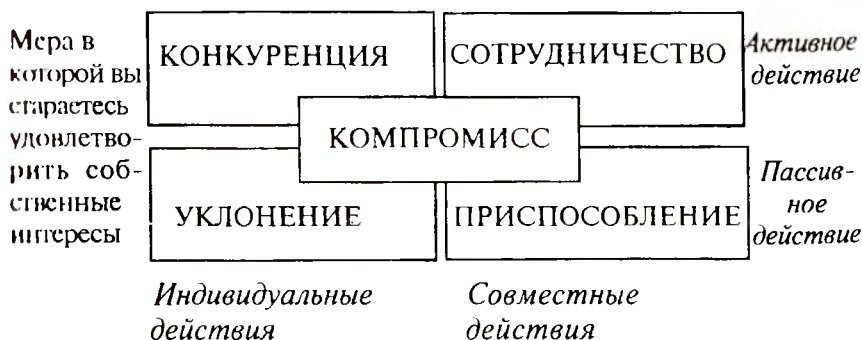 Мера в
которой вы
стараетесь
удовлетво-
рить соб-
ственные
интересы
КОНКУРЕНЦИЯ
СОТРУДНИЧЕСТВО
Активное
действие
КОМПРОМИСС
УКЛОНЕНИЕ
ПРИСПОСОБЛЕНИЕ
Пассив-
ное
действие
Индивидуальные
действия
Совместные
действия